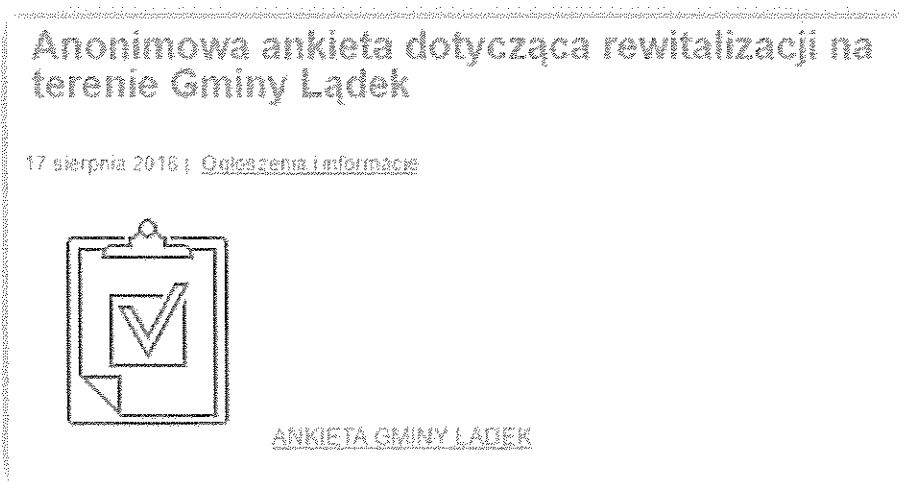 Anonimowa ankieta dotycząca rewitalizacji na
terenie Gminy Lądek
17 sierpnia 2016 | Ogłoszenia i informacje
ANKIETA GMINY LĄDEK